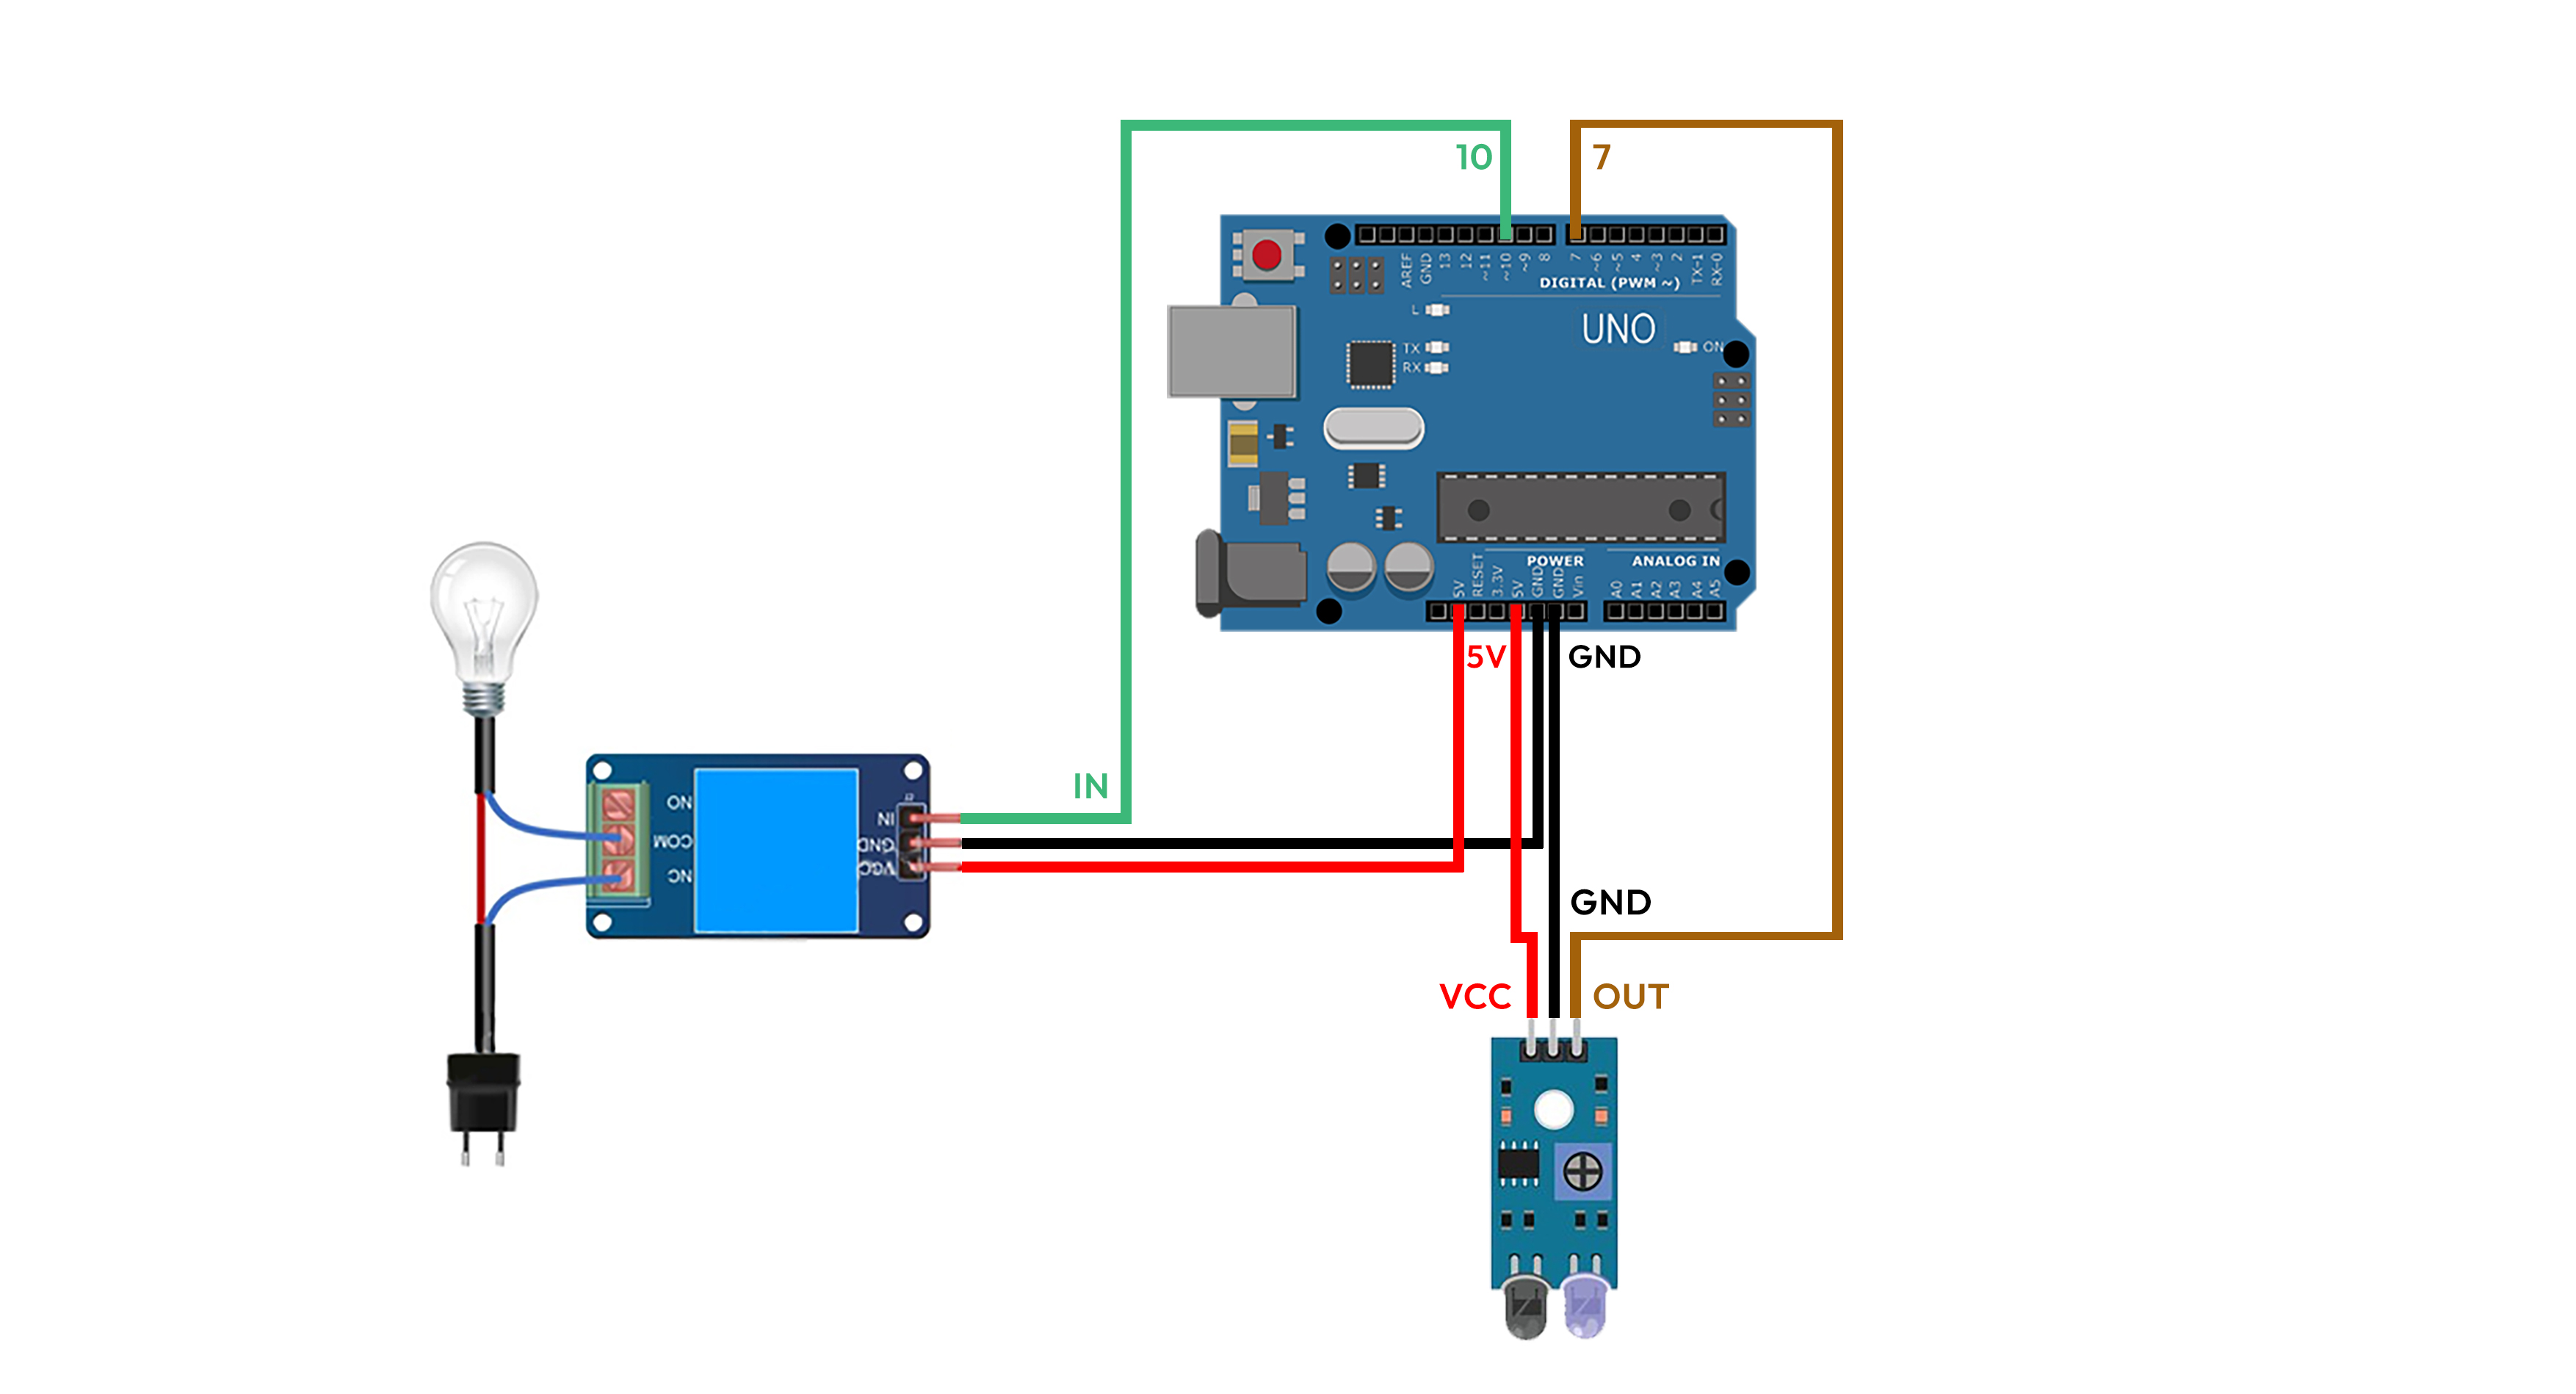 10
7
AREF
GND
13
12
~11
~10
~9
8
7
~6
~5
4
~3
2
TX-1
RX-0
DIGITAL (PWM ~)
L
UNO
TX
RX
ON
POWER
ANALOG IN
5V
RESET
3.3V
5V
GND
GND
Vin
A0
A1
A2
A3
A4
A5
5V
GND
IN
NO
COM
NC
IN
GND
VCC
GND
VCC
OUT